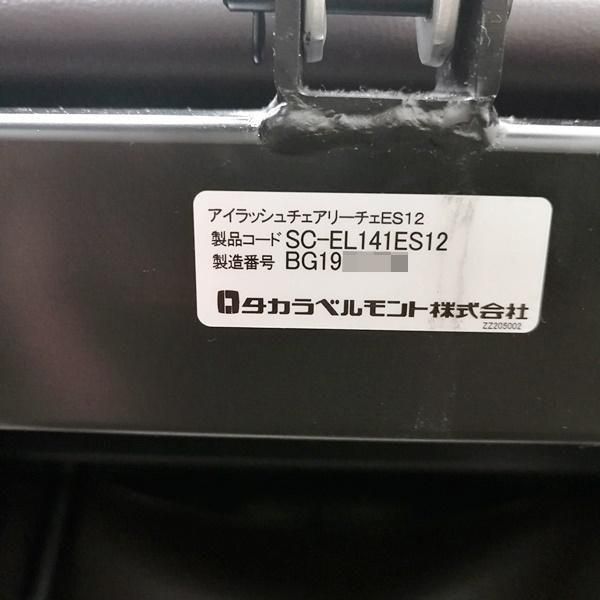 アイラッシュチェアリーチェES12
製品コード SC-EL141ES12
製造番号 BG19
タカラベルモント株式会社
ZZ205002